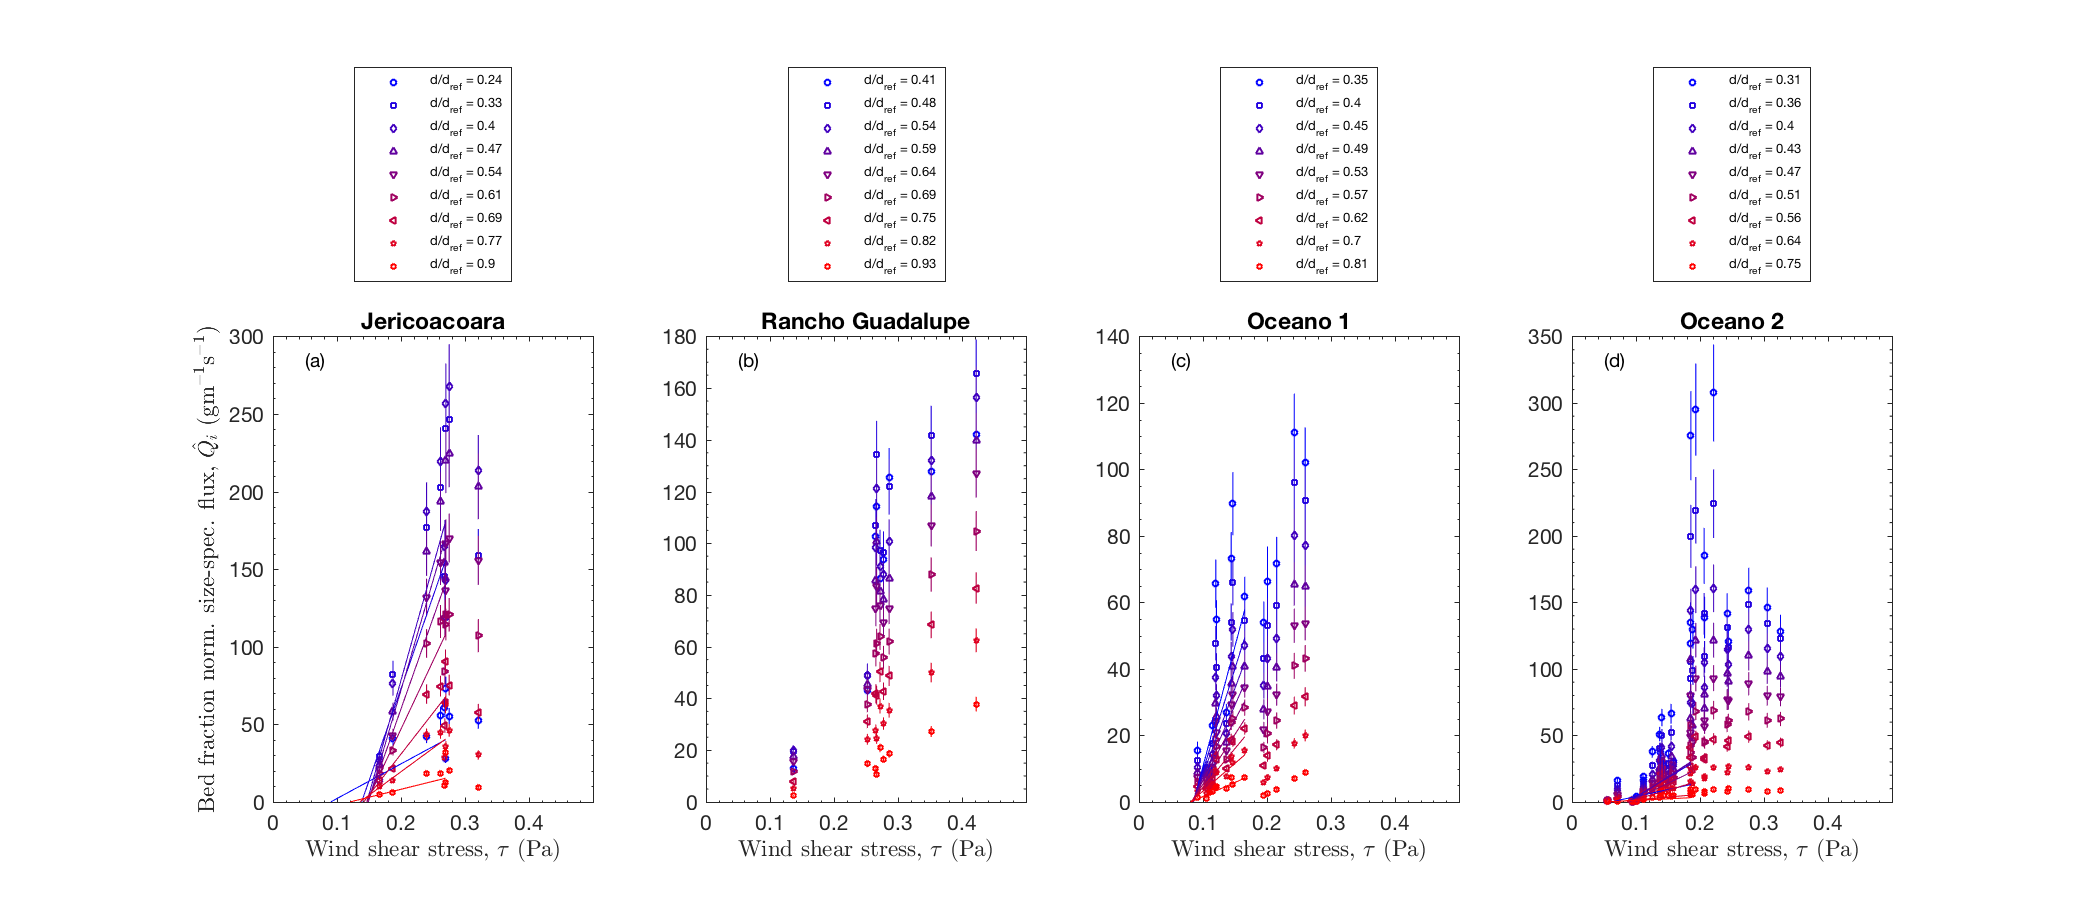 d/dref = 0.24
d/dref = 0.33
d/dref = 0.4
d/dref = 0.47
d/dref = 0.54
d/dref = 0.61
d/dref = 0.69
d/dref = 0.77
d/dref = 0.9
d/dref = 0.41
d/dref = 0.48
d/dref = 0.54
d/dref = 0.59
d/dref = 0.64
d/dref = 0.69
d/dref = 0.75
d/dref = 0.82
d/dref = 0.93
d/dref = 0.35
d/dref = 0.4
d/dref = 0.45
d/dref = 0.49
d/dref = 0.53
d/dref = 0.57
d/dref = 0.62
d/dref = 0.7
d/dref = 0.81
d/dref = 0.31
d/dref = 0.36
d/dref = 0.4
d/dref = 0.43
d/dref = 0.47
d/dref = 0.51
d/dref = 0.56
d/dref = 0.64
d/dref = 0.75
Jericoacoara
(a)
300
250
200
150
100
50
0
0 0.1 0.2 0.3 0.4
Bed fraction norm. size-spec. flux, Q̂i (gm−1s−1)
Wind shear stress, τ (Pa)
Rancho Guadalupe
(b)
180
160
140
120
100
80
60
40
20
0
0 0.1 0.2 0.3 0.4
Wind shear stress, τ (Pa)
Oceano 1
(c)
140
120
100
80
60
40
20
0
0 0.1 0.2 0.3 0.4
Wind shear stress, τ (Pa)
Oceano 2
(d)
350
300
250
200
150
100
50
0
0 0.1 0.2 0.3 0.4
Wind shear stress, τ (Pa)